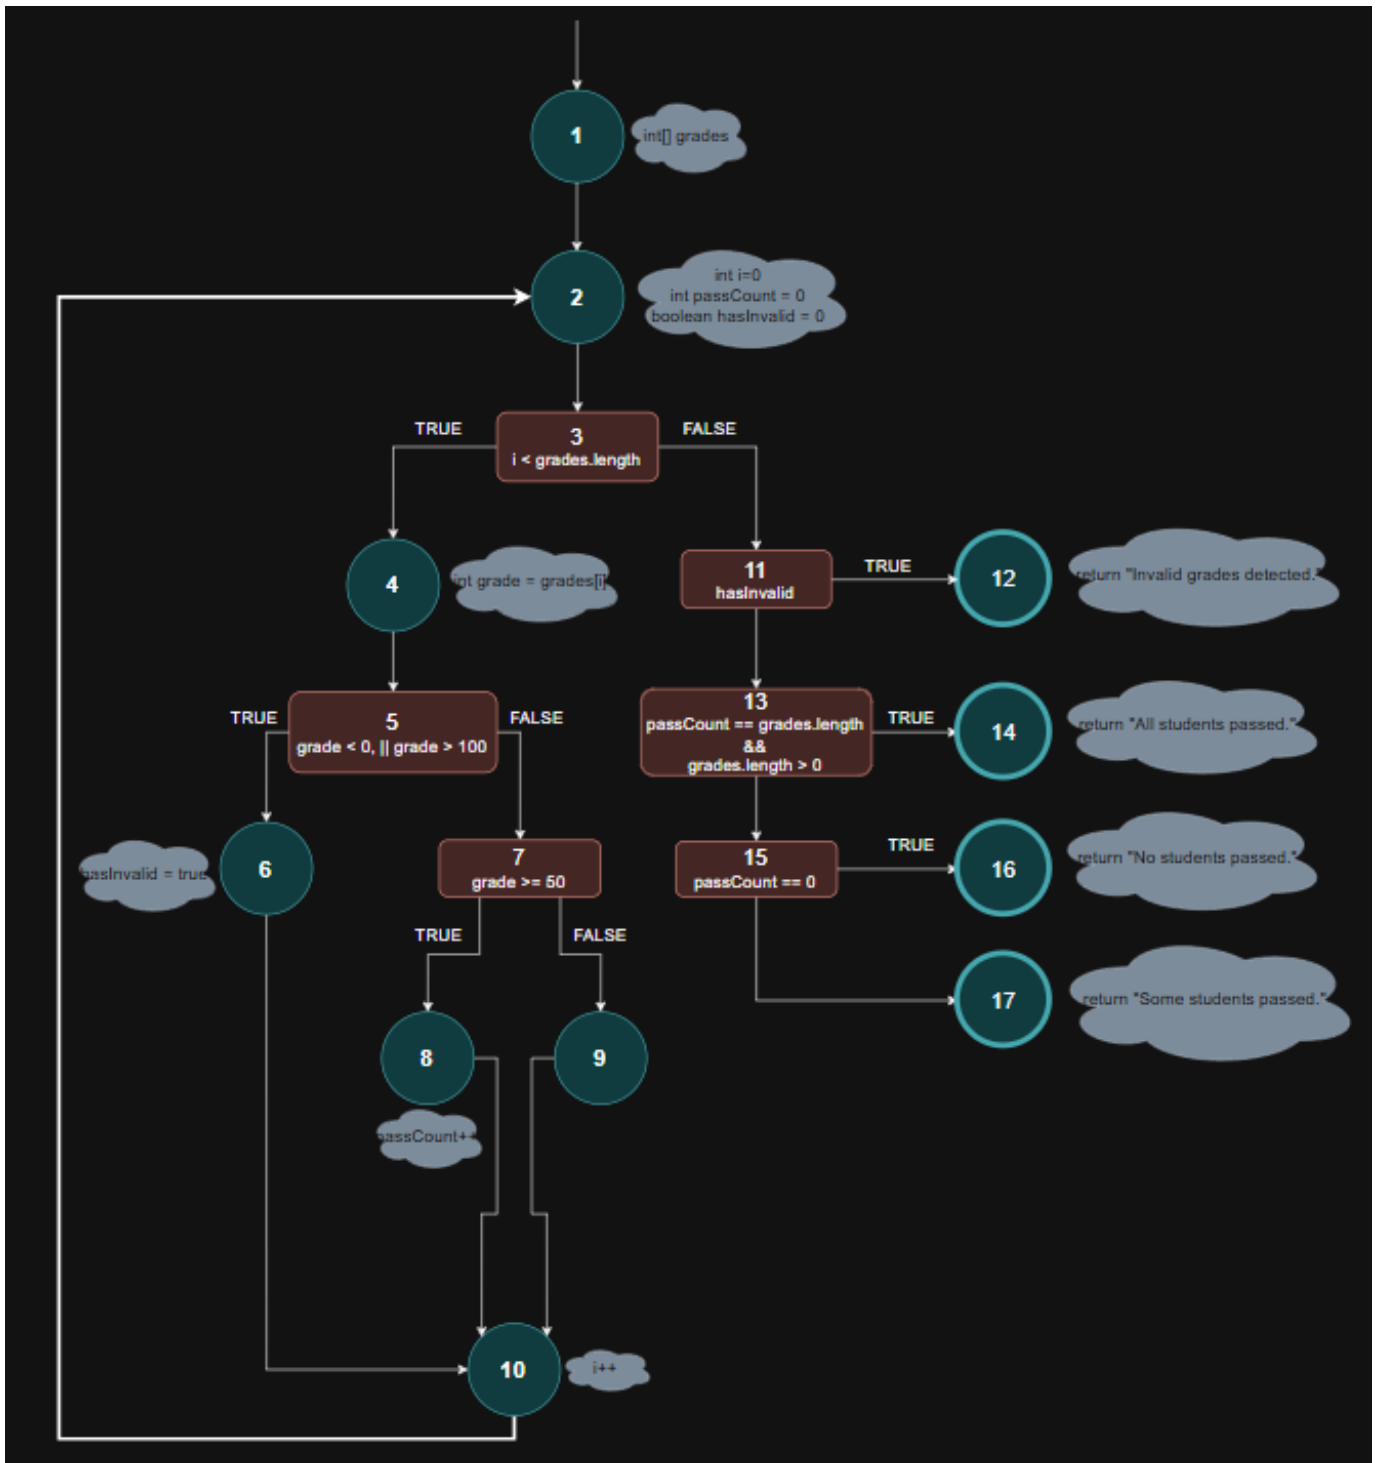 1
int[] grades
2
int i=0
int passCount = 0
boolean hasInvalid = 0
TRUE
FALSE
3
i < grades.length
4
int grade = grades[i]
11
hasInvalid
TRUE
12
return "Invalid grades detected."
TRUE
5
grade < 0, || grade > 100
FALSE
13
passCount == grades.length
&&
grades.length > 0
TRUE
14
return "All students passed."
hasInvalid = true
6
7
grade >= 50
15
passCount == 0
TRUE
16
return "No students passed."
TRUE
FALSE
17
return "Some students passed."
8
9
passCount++
10
i++